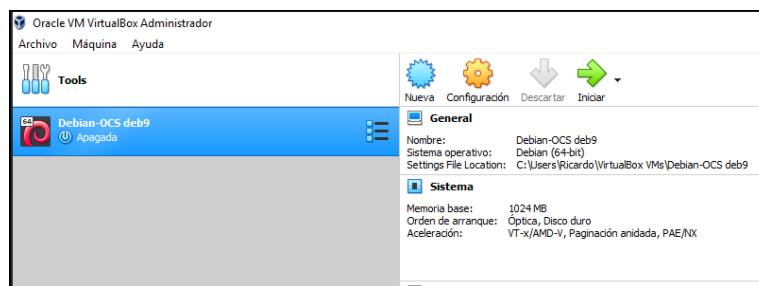 Oracle VM VirtualBox Administrador
Archivo Máquina Ayuda
Tools
64
Debian-OCS deb9
Apagada
Nueva Configuración Descartar Iniciar
General
Nombre: Debian-OCS deb9
Sistema operativo: Debian (64-bit)
Settings File Location: C:\Users\Ricardo\VirtualBox VMs\Debian-OCS deb9
Sistema
Memoria base: 1024 MB
Orden de arranque: Óptica, Disco duro
Aceleración: VT-x/AMD-V, Paginación anidada, PAE/NX